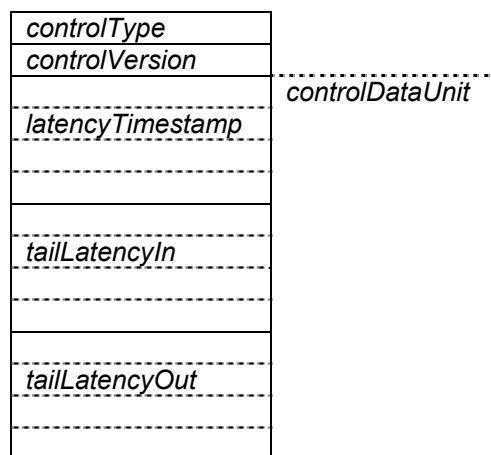 controlType
controlVersion
controlDataUnit
latencyTimestamp
tailLatencyIn
tailLatencyOut